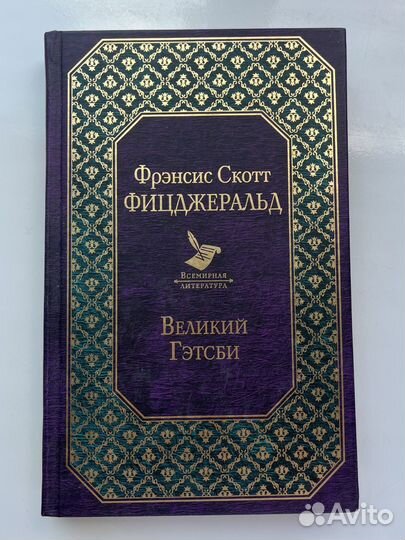 Фрэнсис Скотт
ФИЦДЖЕРАЛЬД
Всемирная
литература
Великий
Гэтсби
Avito